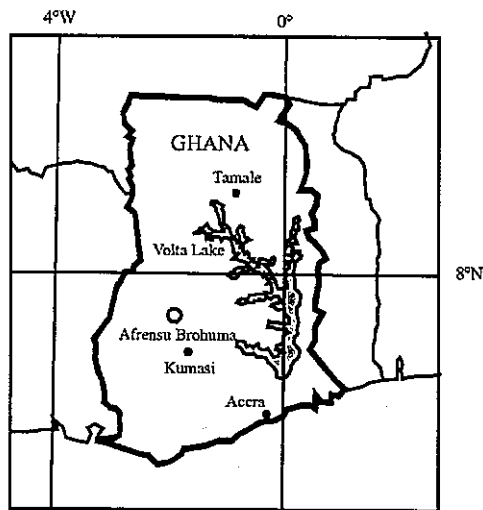 4°W
0°
GHANA
Tamale
Volta Lake
8°N
Afrensu Brohuma
Kumasi
Accra